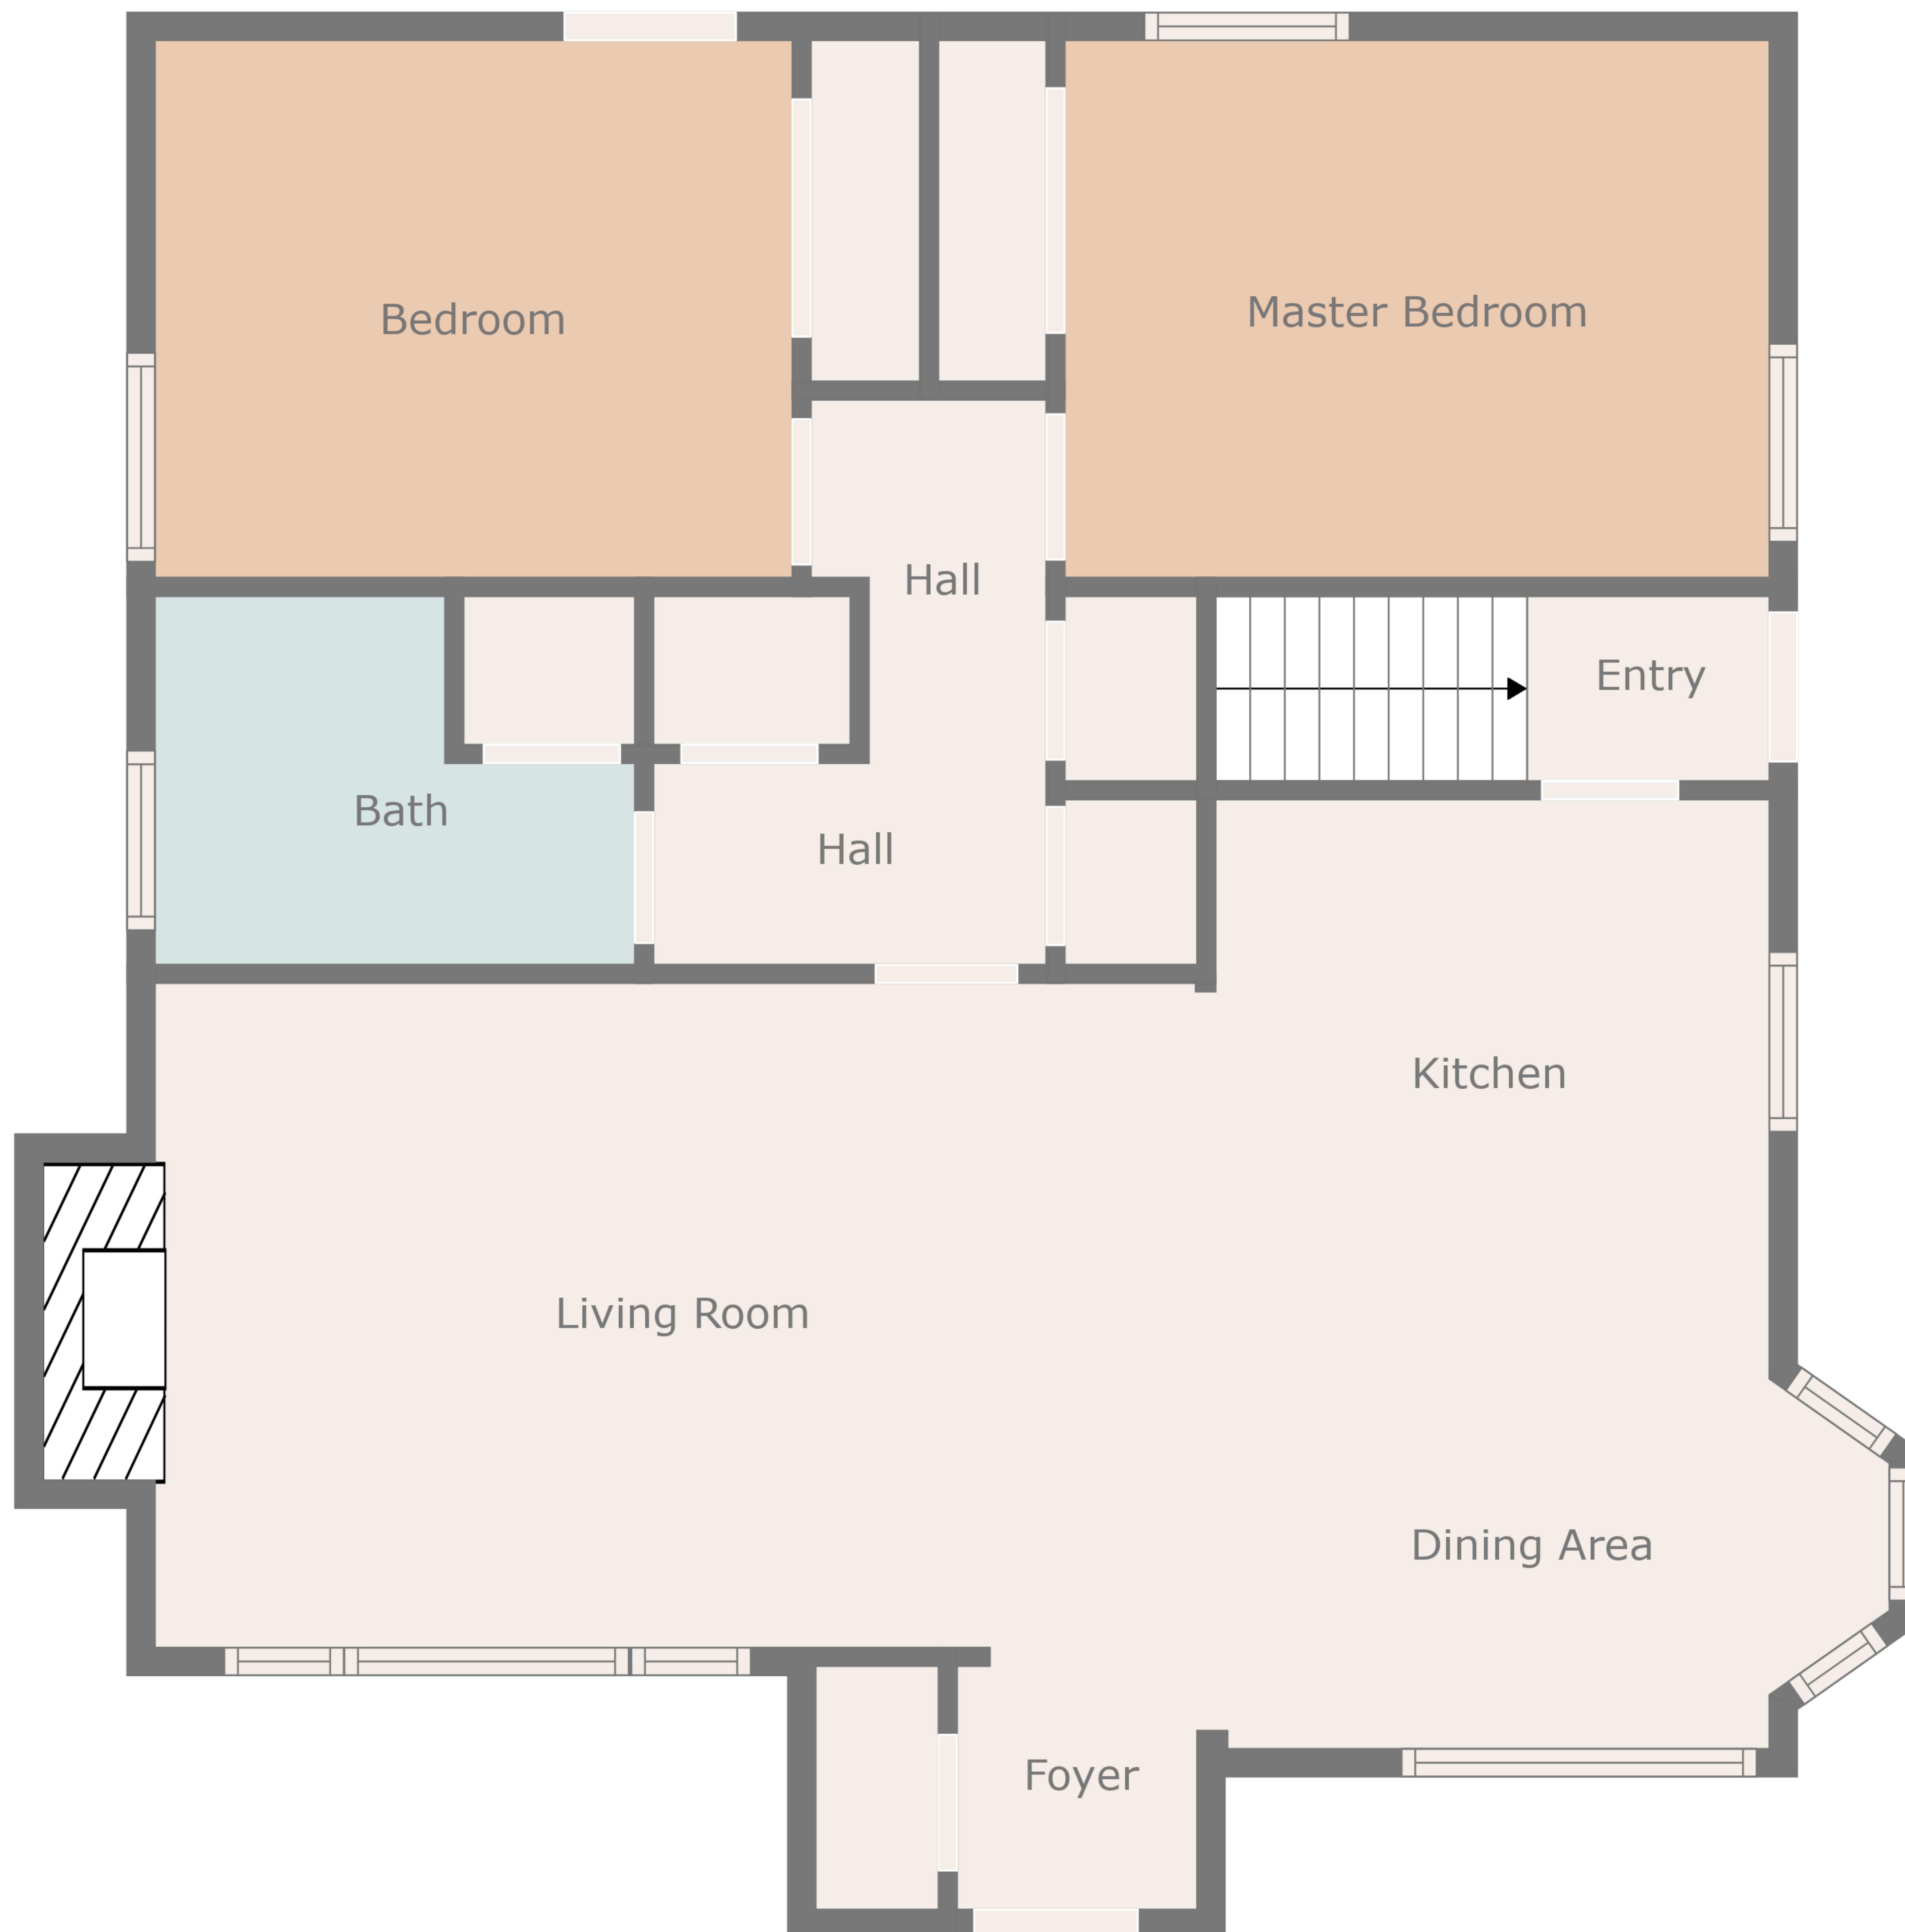 Bedroom
Master Bedroom
Hall
Entry
Bath
Hall
Kitchen
Living Room
Dining Area
Foyer